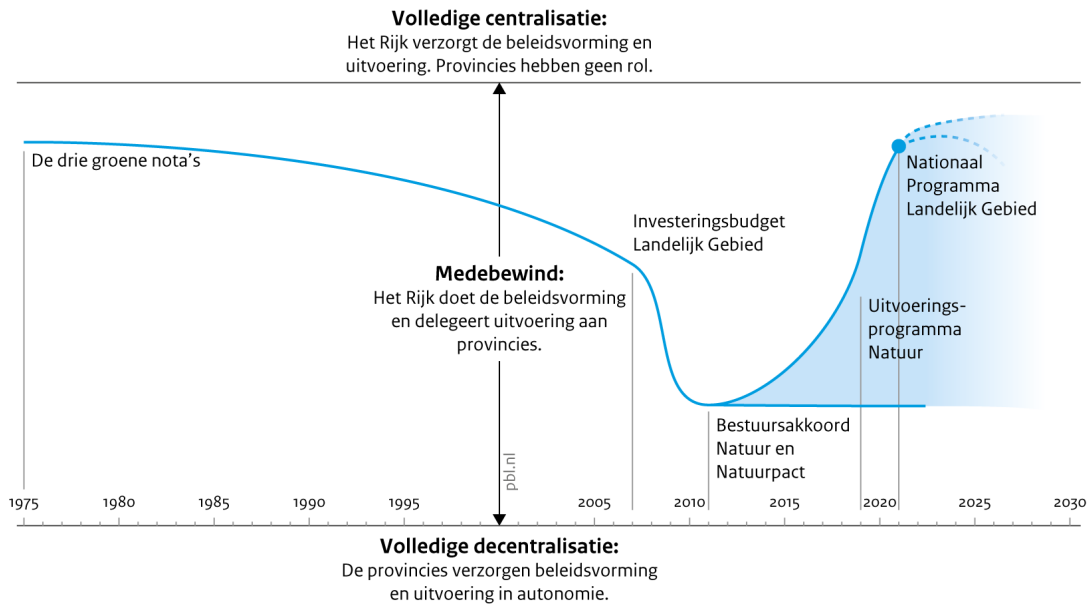 Volledige centralisatie:
Het Rijk verzorgt de beleidsvorming en
uitvoering. Provincies hebben geen rol.
De drie groene nota's
Nationaal
Programma
Landelijk Gebied
Investeringsbudget
Landelijk Gebied
Medebewind:
Het Rijk doet de beleidsvorming
en delegeert uitvoering aan
provincies.
Uitvoerings-
programma
Natuur
Bestuursakkoord
Natuur en
Natuurpact
pbl.nl
1975 1980 1985 1990 1995 2005 2010 2015 2020 2025 2030
Volledige decentralisatie:
De provincies verzorgen beleidsvorming
en uitvoering in autonomie.